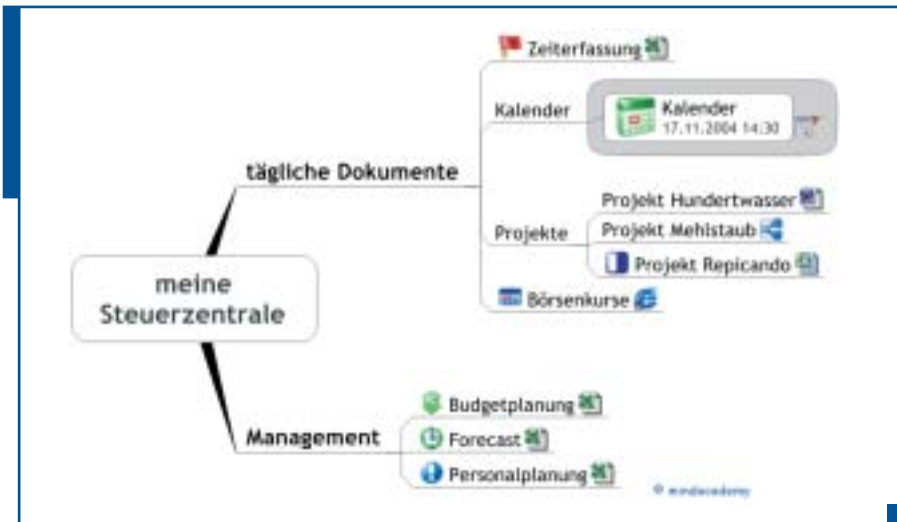 Zeiterfassung
Kalender
Kalender
17.11.2004 14:30
tägliche Dokumente
Projekt Hundertwasser
Projekte
Projekt Mehlstaub
Projekt Repicando
Börsenkurse
meine
Steuerzentrale
Budgetplanung
Management
Forecast
Personalplanung
© mindacademy